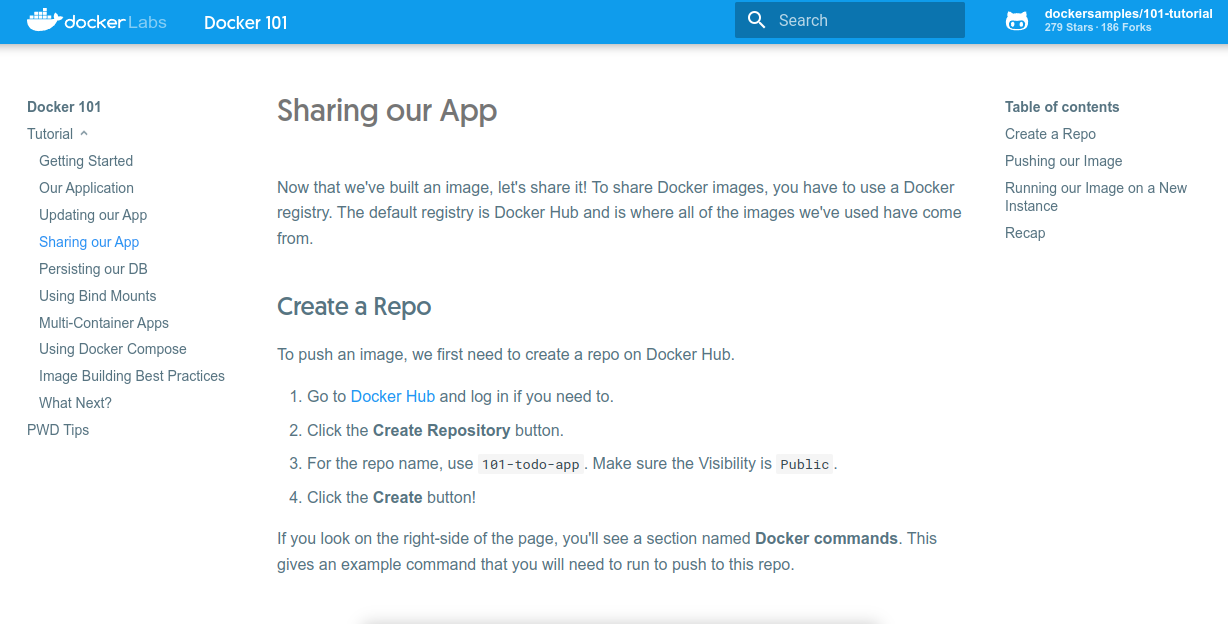 docker Labs
Docker 101
Search
dockersamples/101-tutorial
279 Stars · 186 Forks
Docker 101
Tutorial
Getting Started
Our Application
Updating our App
Sharing our App
Persisting our DB
Using Bind Mounts
Multi-Container Apps
Using Docker Compose
Image Building Best Practices
What Next?
PWD Tips
Sharing our App
Now that we've built an image, let's share it! To share Docker images, you have to use a Docker
registry. The default registry is Docker Hub and is where all of the images we've used have come
from.
Create a Repo
To push an image, we first need to create a repo on Docker Hub.
1. Go to Docker Hub and log in if you need to.
2. Click the Create Repository button.
3. For the repo name, use 101-todo-app. Make sure the Visibility is Public.
4. Click the Create button!
If you look on the right-side of the page, you'll see a section named Docker commands. This
gives an example command that you will need to run to push to this repo.
Table of contents
Create a Repo
Pushing our Image
Running our Image on a New
Instance
Recap